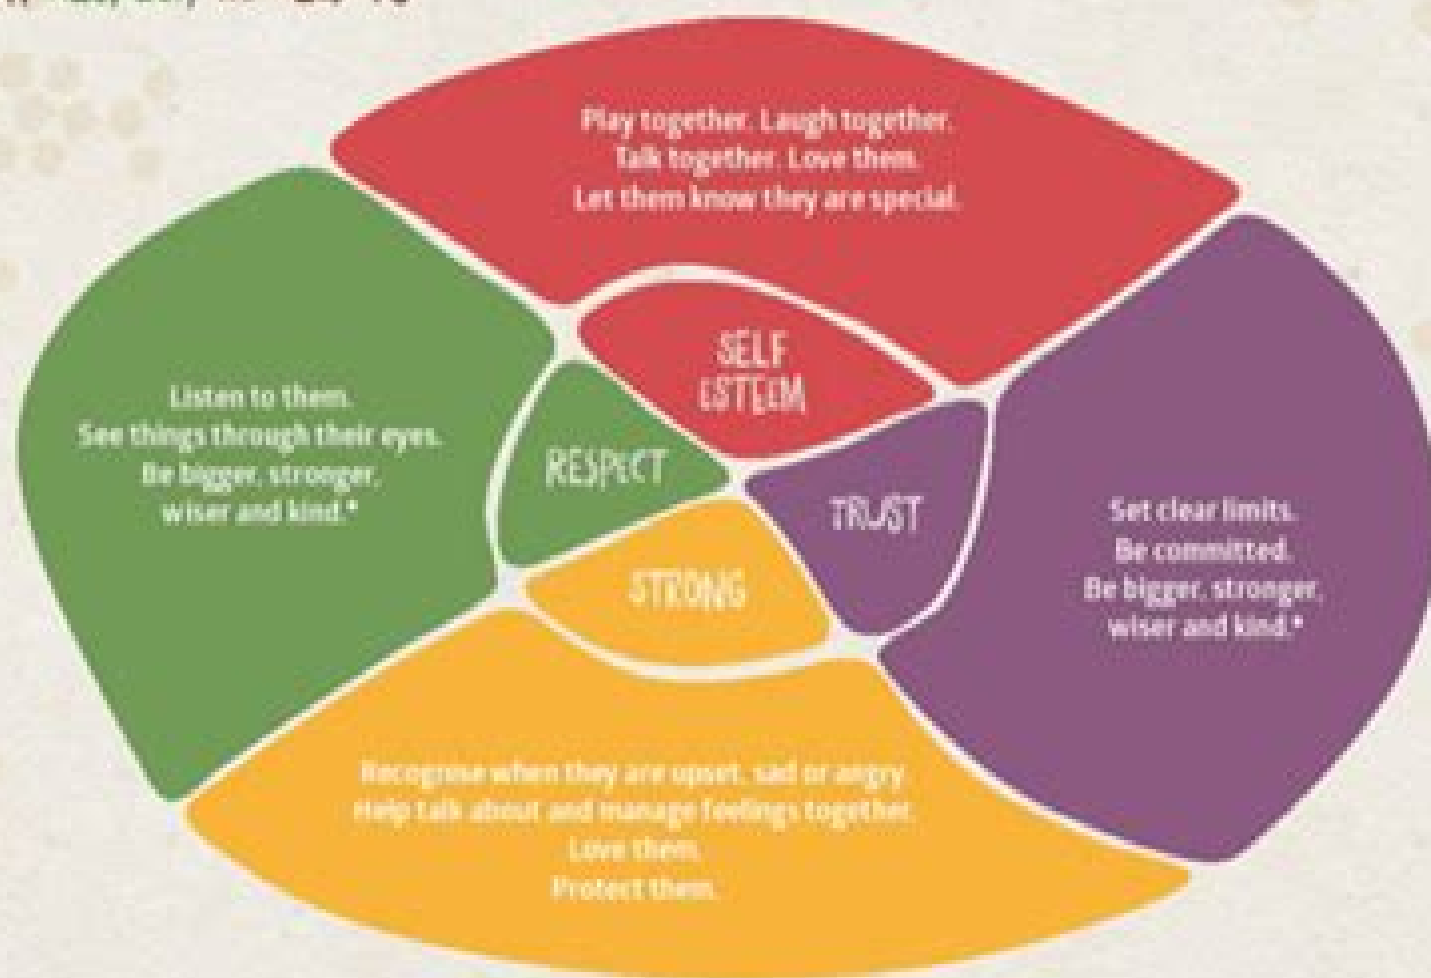 Play together. Laugh together.
Talk together. Love them.
Let them know they are special.
SELF
ESTEEM
Listen to them.
See things through their eyes.
Be bigger, stronger,
wiser and kind.*
RESPECT
TRUST
Set clear limits.
Be committed.
Be bigger, stronger,
wiser and kind.*
STRONG
Recognise when they are upset, sad or angry
Help talk about and manage feelings together.
Love them.
Protect them.